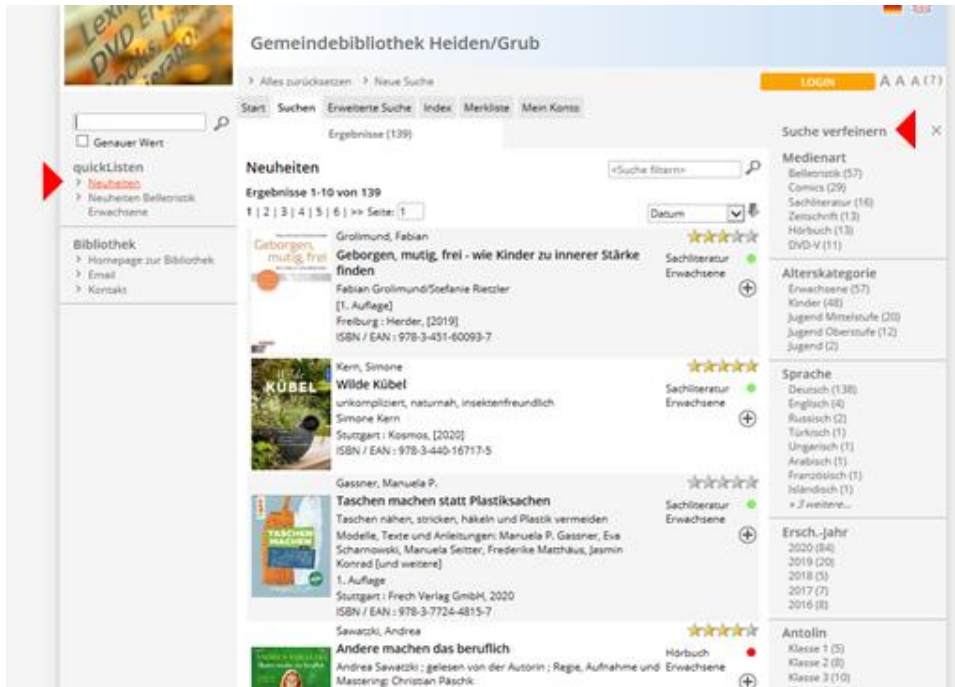 Gemeindebibliothek Heiden/Grub
Alles zurücksetzen Neue Suche
LOGIN A A A (?)
Start Suchen Erweiterte Suche Index Merkliste Mein Konto
Ergebnisse (139)
Genauer Wert
quickListen
Neuheiten
Neuheiten Belletristik
Erwachsene
Bibliothek
Homepage zur Bibliothek
Email
Kontakt
Neuheiten
<Suche filtern>
Ergebnisse 1-10 von 139
1 | 2 | 3 | 4 | 5 | 6 | >> Seite: 1
Datum
Geborgen,
mutig, frei
Grolimund, Fabian
Geborgen, mutig, frei - wie Kinder zu innerer Stärke
finden
Fabian Grolimund/Stefanie Rietzler
[1. Auflage]
Freiburg : Herder, [2019]
ISBN / EAN : 978-3-451-60093-7
Sachliteratur
Erwachsene
Wilde
KÜBEL
Kern, Simone
Wilde Kübel
unkompliziert, naturnah, insektenfreundlich
Simone Kern
Stuttgart : Kosmos, [2020]
ISBN / EAN : 978-3-440-16717-5
Sachliteratur
Erwachsene
TASCHEN
MACHEN
Gassner, Manuela P.
Taschen machen statt Plastiksachen
Taschen nähen, stricken, häkeln und Plastik vermeiden
Modelle, Texte und Anleitungen: Manuela P. Gassner, Eva
Scharnowski, Manuela Seitter, Frederike Matthäus, Jasmin
Konrad [und weitere]
1. Auflage
Stuttgart : Frech Verlag GmbH, 2020
ISBN / EAN : 978-3-7724-4815-7
Sachliteratur
Erwachsene
Sawatzki, Andrea
Andere machen das beruflich
Andrea Sawatzki ; gelesen von der Autorin ; Regie, Aufnahme und
Mastering: Christian Päschk
Hörbuch
Erwachsene
Suche verfeinern
Medienart
Belletristik (57)
Comics (29)
Sachliteratur (16)
Zeitschrift (13)
Hörbuch (13)
DVD-V (11)
Alterskategorie
Erwachsene (57)
Kinder (48)
Jugend Mittelstufe (20)
Jugend Oberstufe (12)
Jugend (2)
Sprache
Deutsch (138)
Englisch (4)
Russisch (2)
Türkisch (1)
Ungarisch (1)
Arabisch (1)
Französisch (1)
Isländisch (1)
» 3 weitere...
Ersch.-Jahr
2020 (84)
2019 (20)
2018 (5)
2017 (7)
2016 (8)
Antolin
Klasse 1 (5)
Klasse 2 (8)
Klasse 3 (10)